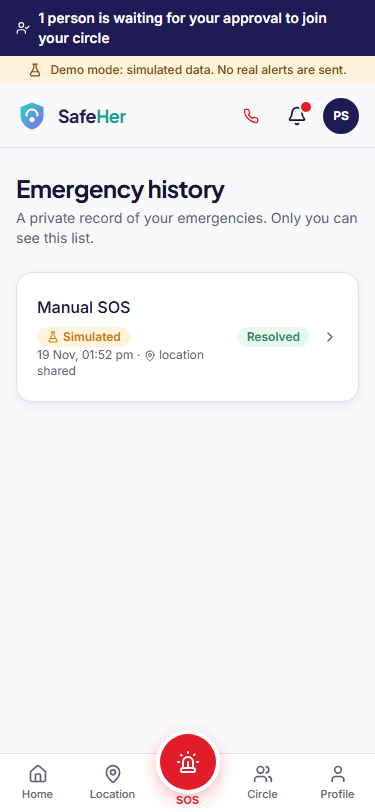 1 person is waiting for your approval to join
your circle
Demo mode: simulated data. No real alerts are sent.
SafeHer
PS
Emergency history
A private record of your emergencies. Only you can
see this list.
Manual SOS
Simulated
Resolved
19 Nov, 01:52 pm · location
shared
Home
Location
SOS
Circle
Profile